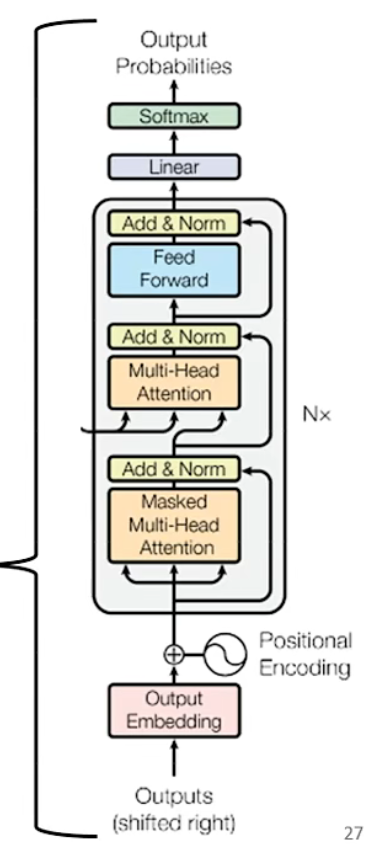 Output
Probabilities
Softmax
Linear
Add & Norm
Feed
Forward
Add & Norm
Multi-Head
Attention
N×
Add & Norm
Masked
Multi-Head
Attention
Positional
Encoding
Output
Embedding
Outputs
(shifted right)
27